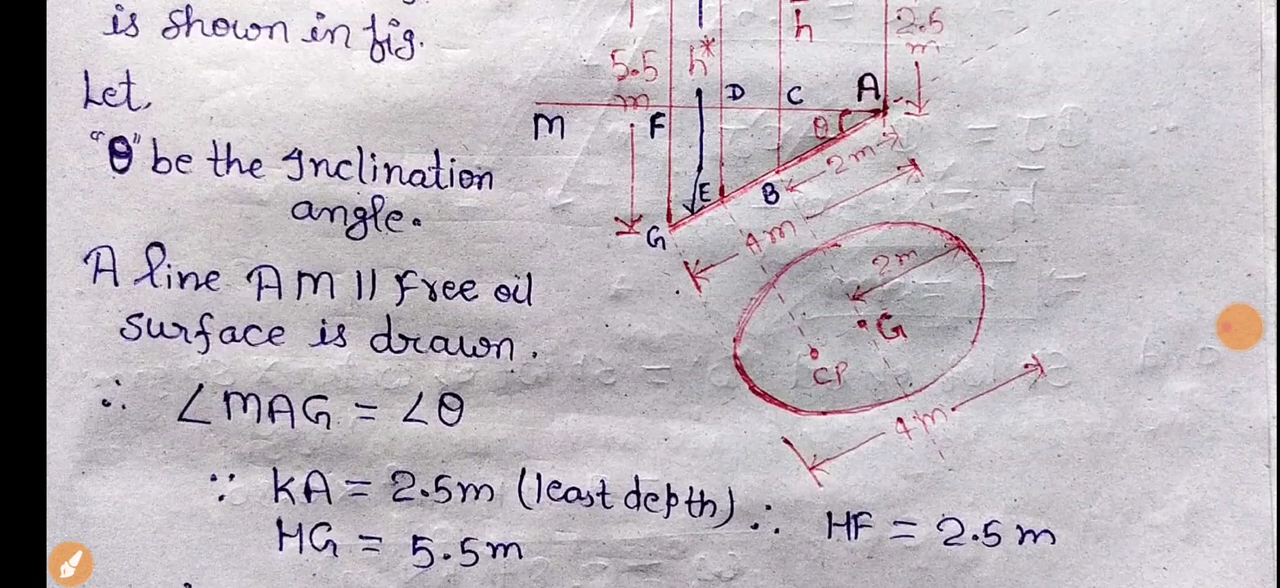 is shown in fig.
Let,
"θ" be the Inclination
angle.
A line AM || free oil
surface is drawn.
∴ ∠MAG = ∠θ
∵ KA = 2.5m (least depth) ∴ HF = 2.5 m
HG = 5.5m
5.5
m
h*
h̄
2.5
m
M
F
D
C
A
θ
E
B
G
2m
4m
2m
G
CP
4m